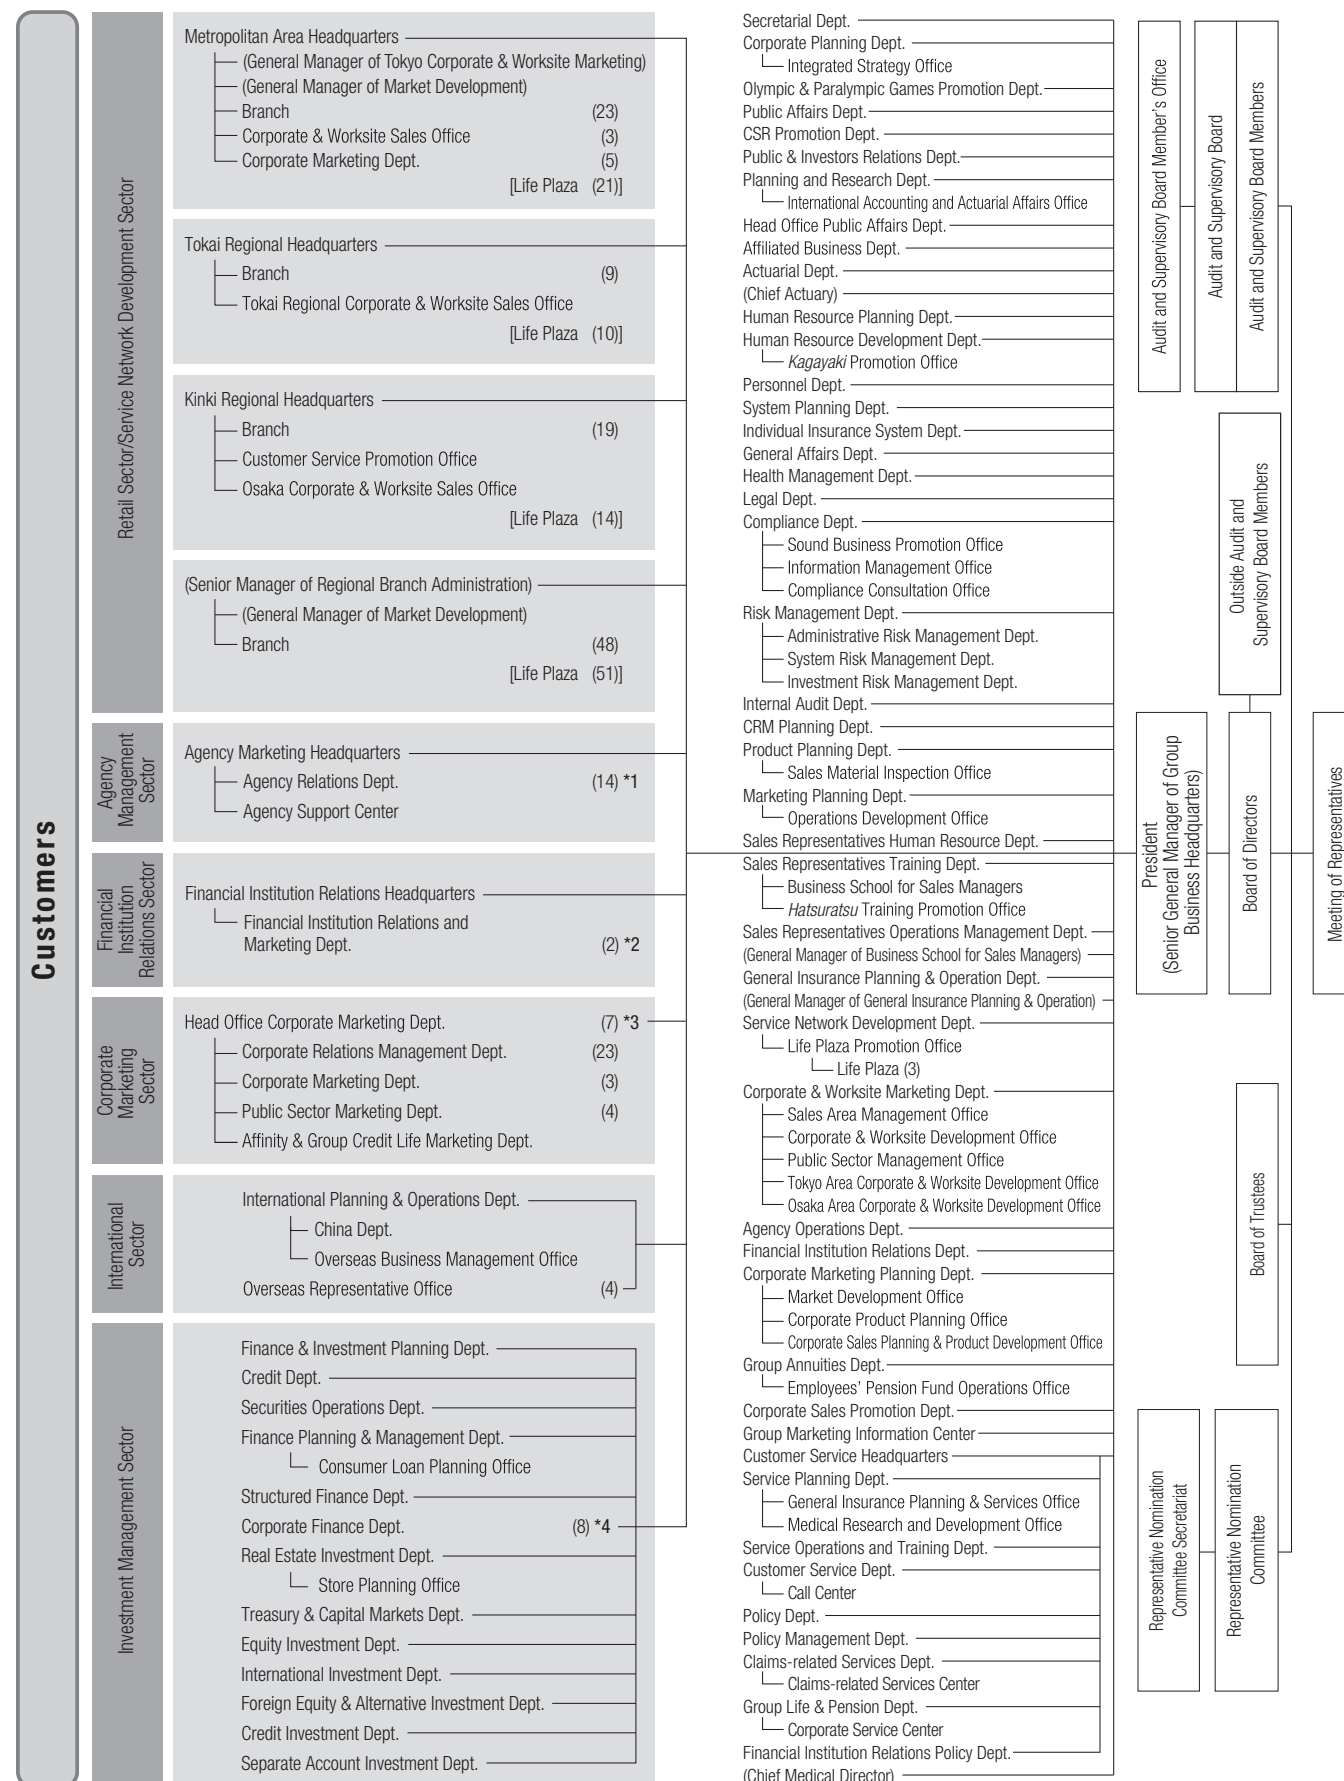 Customers
Retail Sector/Service Network Development Sector
Metropolitan Area Headquarters
(General Manager of Tokyo Corporate & Worksite Marketing)
(General Manager of Market Development)
Branch (23)
Corporate & Worksite Sales Office (3)
Corporate Marketing Dept. (5)
[Life Plaza (21)]
Tokai Regional Headquarters
Branch (9)
Tokai Regional Corporate & Worksite Sales Office
[Life Plaza (10)]
Kinki Regional Headquarters
Branch (19)
Customer Service Promotion Office
Osaka Corporate & Worksite Sales Office
[Life Plaza (14)]
(Senior Manager of Regional Branch Administration)
(General Manager of Market Development)
Branch (48)
[Life Plaza (51)]
Agency
Management
Sector
Agency Marketing Headquarters
Agency Relations Dept. (14) *1
Agency Support Center
Financial
Institution
Relations Sector
Financial Institution Relations Headquarters
Financial Institution Relations and
Marketing Dept. (2) *2
Corporate
Marketing
Sector
Head Office Corporate Marketing Dept. (7) *3
Corporate Relations Management Dept. (23)
Corporate Marketing Dept. (3)
Public Sector Marketing Dept. (4)
Affinity & Group Credit Life Marketing Dept.
International
Sector
International Planning & Operations Dept.
China Dept.
Overseas Business Management Office
Overseas Representative Office (4)
Investment Management Sector
Finance & Investment Planning Dept.
Credit Dept.
Securities Operations Dept.
Finance Planning & Management Dept.
Consumer Loan Planning Office
Structured Finance Dept.
Corporate Finance Dept. (8) *4
Real Estate Investment Dept.
Store Planning Office
Treasury & Capital Markets Dept.
Equity Investment Dept.
International Investment Dept.
Foreign Equity & Alternative Investment Dept.
Credit Investment Dept.
Separate Account Investment Dept.
Secretarial Dept.
Corporate Planning Dept.
Integrated Strategy Office
Olympic & Paralympic Games Promotion Dept.
Public Affairs Dept.
CSR Promotion Dept.
Public & Investors Relations Dept.
Planning and Research Dept.
International Accounting and Actuarial Affairs Office
Head Office Public Affairs Dept.
Affiliated Business Dept.
Actuarial Dept.
(Chief Actuary)
Human Resource Planning Dept.
Human Resource Development Dept.
Kagayaki Promotion Office
Personnel Dept.
System Planning Dept.
Individual Insurance System Dept.
General Affairs Dept.
Health Management Dept.
Legal Dept.
Compliance Dept.
Sound Business Promotion Office
Information Management Office
Compliance Consultation Office
Risk Management Dept.
Administrative Risk Management Dept.
System Risk Management Dept.
Investment Risk Management Dept.
Internal Audit Dept.
CRM Planning Dept.
Product Planning Dept.
Sales Material Inspection Office
Marketing Planning Dept.
Operations Development Office
Sales Representatives Human Resource Dept.
Sales Representatives Training Dept.
Business School for Sales Managers
Hatsuratsu Training Promotion Office
Sales Representatives Operations Management Dept.
(General Manager of Business School for Sales Managers)
General Insurance Planning & Operation Dept.
(General Manager of General Insurance Planning & Operation)
Service Network Development Dept.
Life Plaza Promotion Office
Life Plaza (3)
Corporate & Worksite Marketing Dept.
Sales Area Management Office
Corporate & Worksite Development Office
Public Sector Management Office
Tokyo Area Corporate & Worksite Development Office
Osaka Area Corporate & Worksite Development Office
Agency Operations Dept.
Financial Institution Relations Dept.
Corporate Marketing Planning Dept.
Market Development Office
Corporate Product Planning Office
Corporate Sales Planning & Product Development Office
Group Annuities Dept.
Employees' Pension Fund Operations Office
Corporate Sales Promotion Dept.
Group Marketing Information Center
Customer Service Headquarters
Service Planning Dept.
General Insurance Planning & Services Office
Medical Research and Development Office
Service Operations and Training Dept.
Customer Service Dept.
Call Center
Policy Dept.
Policy Management Dept.
Claims-related Services Dept.
Claims-related Services Center
Group Life & Pension Dept.
Corporate Service Center
Financial Institution Relations Policy Dept.
(Chief Medical Director)
Audit and Supervisory Board Member's Office
Audit and Supervisory Board
Audit and Supervisory Board Members
Outside Audit and
Supervisory Board Members
President
(Senior General Manager of Group
Business Headquarters)
Board of Directors
Meeting of Representatives
Board of Trustees
Representative Nomination
Committee Secretariat
Representative Nomination
Committee